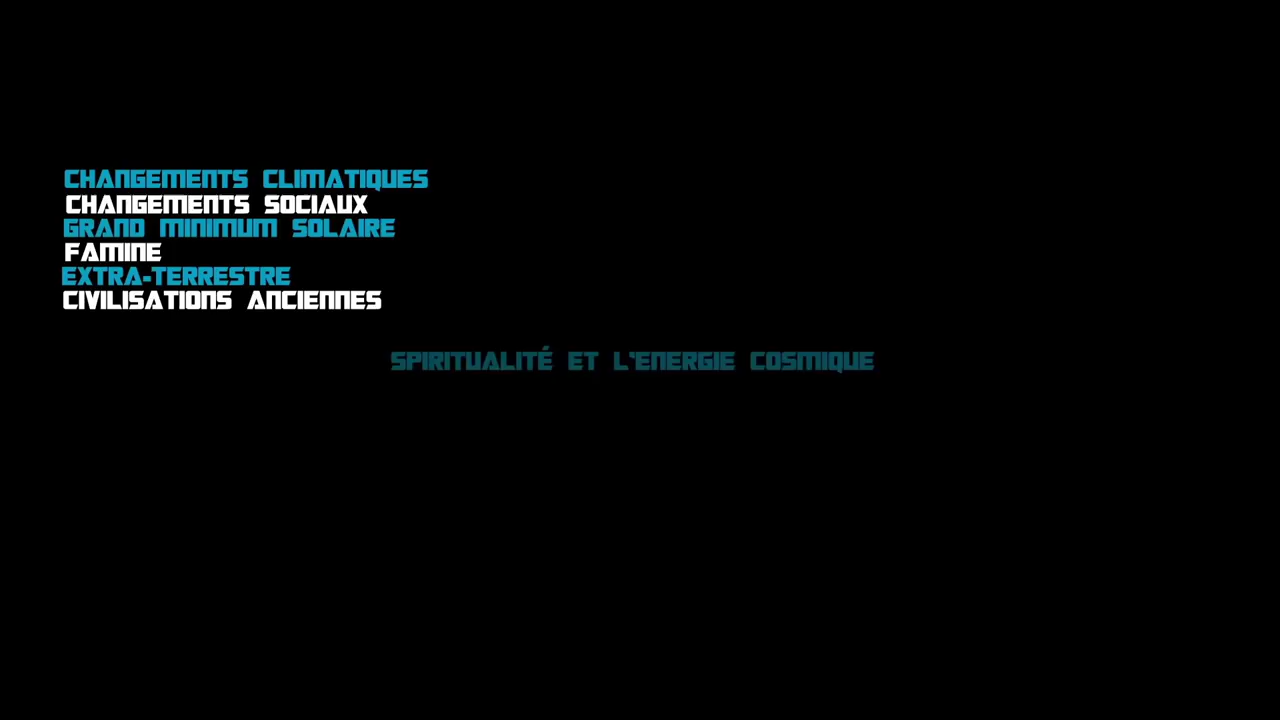 CHANGEMENTS CLIMATIQUES
CHANGEMENTS SOCIAUX
GRAND MINIMUM SOLAIRE
FAMINE
EXTRA-TERRESTRE
CIVILISATIONS ANCIENNES
SPIRITUALITÉ ET L'ENERGIE COSMIQUE